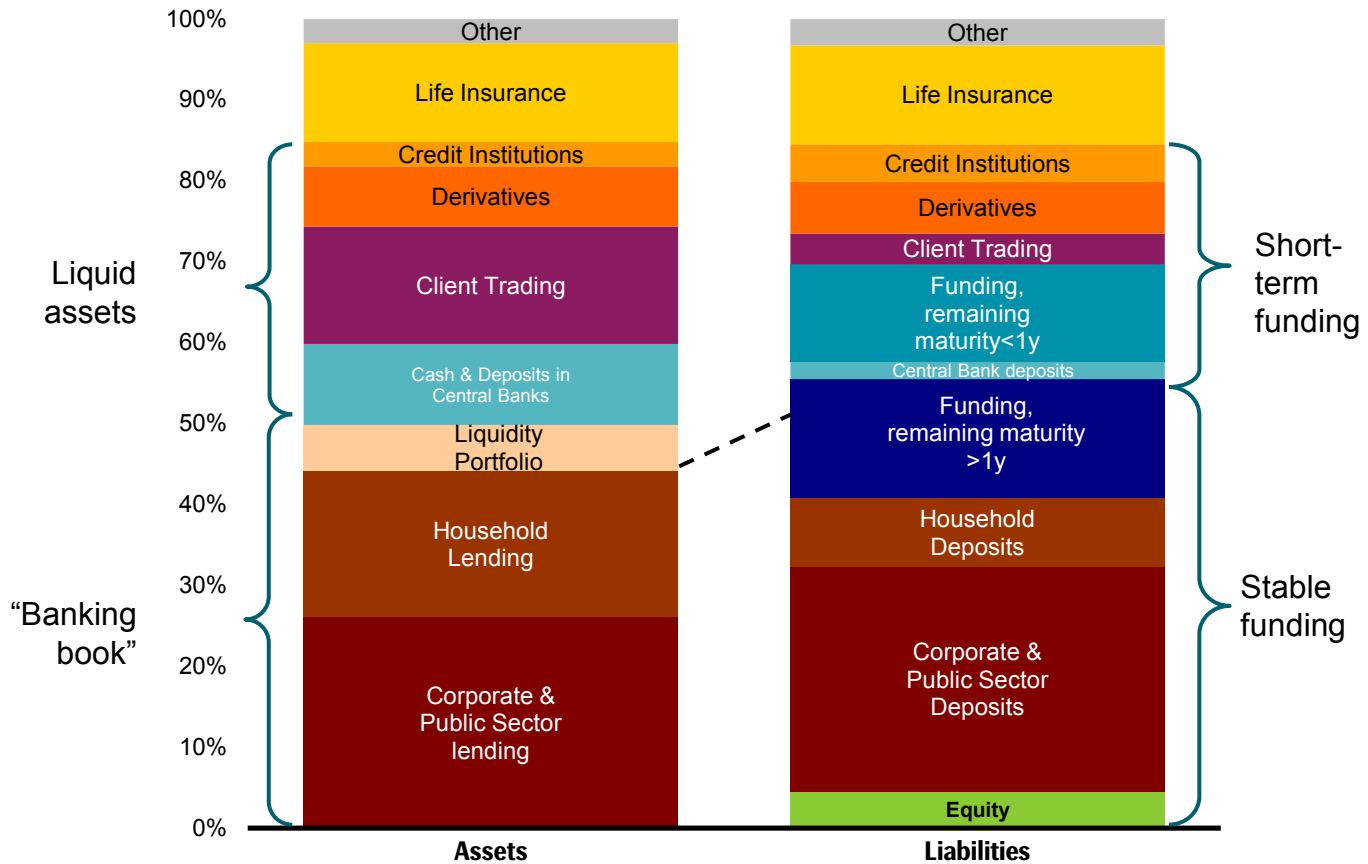 100%
90%
80%
70%
60%
50%
40%
30%
20%
10%
0%
Liquid
assets
“Banking
book”
Other
Life Insurance
Credit Institutions
Derivatives
Client Trading
Cash & Deposits in
Central Banks
Liquidity
Portfolio
Household
Lending
Corporate &
Public Sector
lending
Assets
Other
Life Insurance
Credit Institutions
Derivatives
Client Trading
Funding,
remaining
maturity<1y
Central Bank deposits
Funding,
remaining maturity
>1y
Household
Deposits
Corporate &
Public Sector
Deposits
Equity
Liabilities
Short-
term
funding
Stable
funding